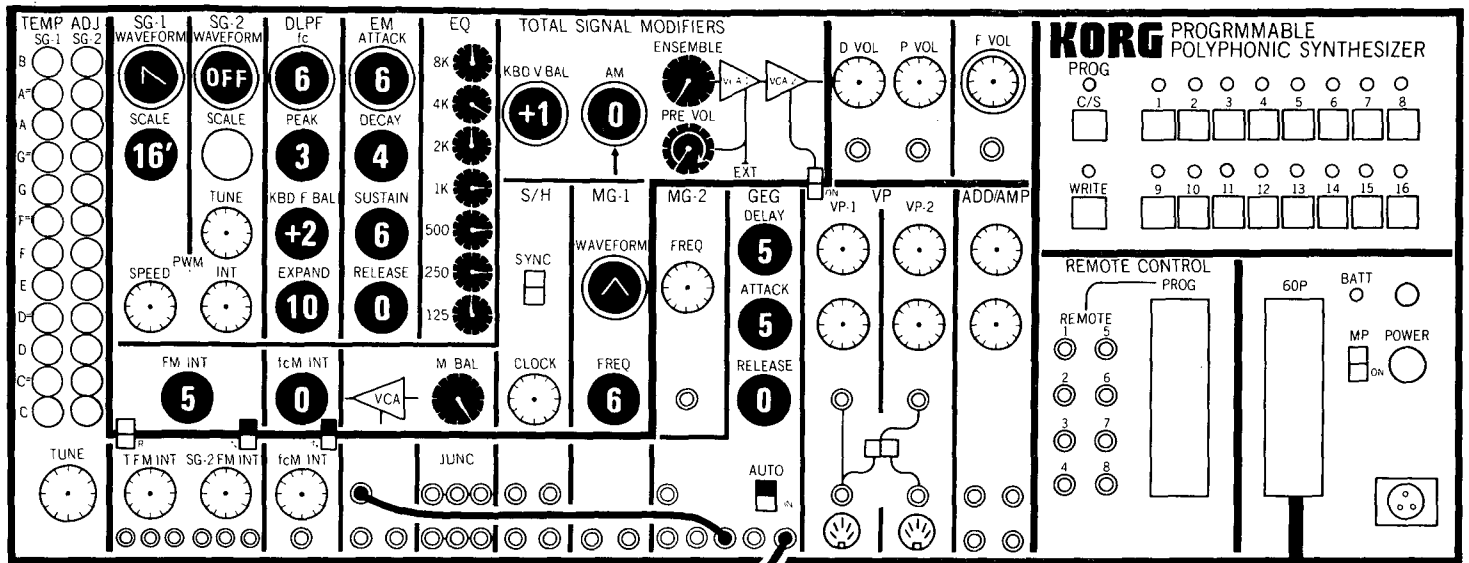 TEMP ADJ
SG-1 SG-2
B
A#
A
G#
G
F#
F
E
D#
D
C#
C
TUNE
SG-1
WAVEFORM
SCALE
16'
SG-2
WAVEFORM
OFF
SCALE
TUNE
PWM
SPEED
INT
FM INT
5
T FM INT
SG-2 FM INT
DLPF
fc
6
PEAK
3
KBD F BAL
+2
EXPAND
10
fcM INT
0
fcM INT
EM
ATTACK
6
DECAY
4
SUSTAIN
6
RELEASE
0
VCA
EQ
8K
4K
2K
1K
500
250
125
M BAL
JUNC
TOTAL SIGNAL MODIFIERS
KBD V BAL
+1
AM
0
ENSEMBLE
PRE VOL
VCA 1
VCA 2
EXT
ON
S/H
SYNC
CLOCK
MG-1
WAVEFORM
FREQ
6
MG-2
FREQ
GEG
DELAY
5
ATTACK
5
RELEASE
0
AUTO
IN
D VOL
P VOL
F VOL
VP
VP-1
VP-2
ADD/AMP
KORG PROGRMMABLE
POLYPHONIC SYNTHESIZER
PROG
C/S
1 2 3 4 5 6 7 8
WRITE
9 10 11 12 13 14 15 16
REMOTE CONTROL
PROG
REMOTE
1 5
2 6
3 7
4 8
60P
BATT
MP
ON
POWER